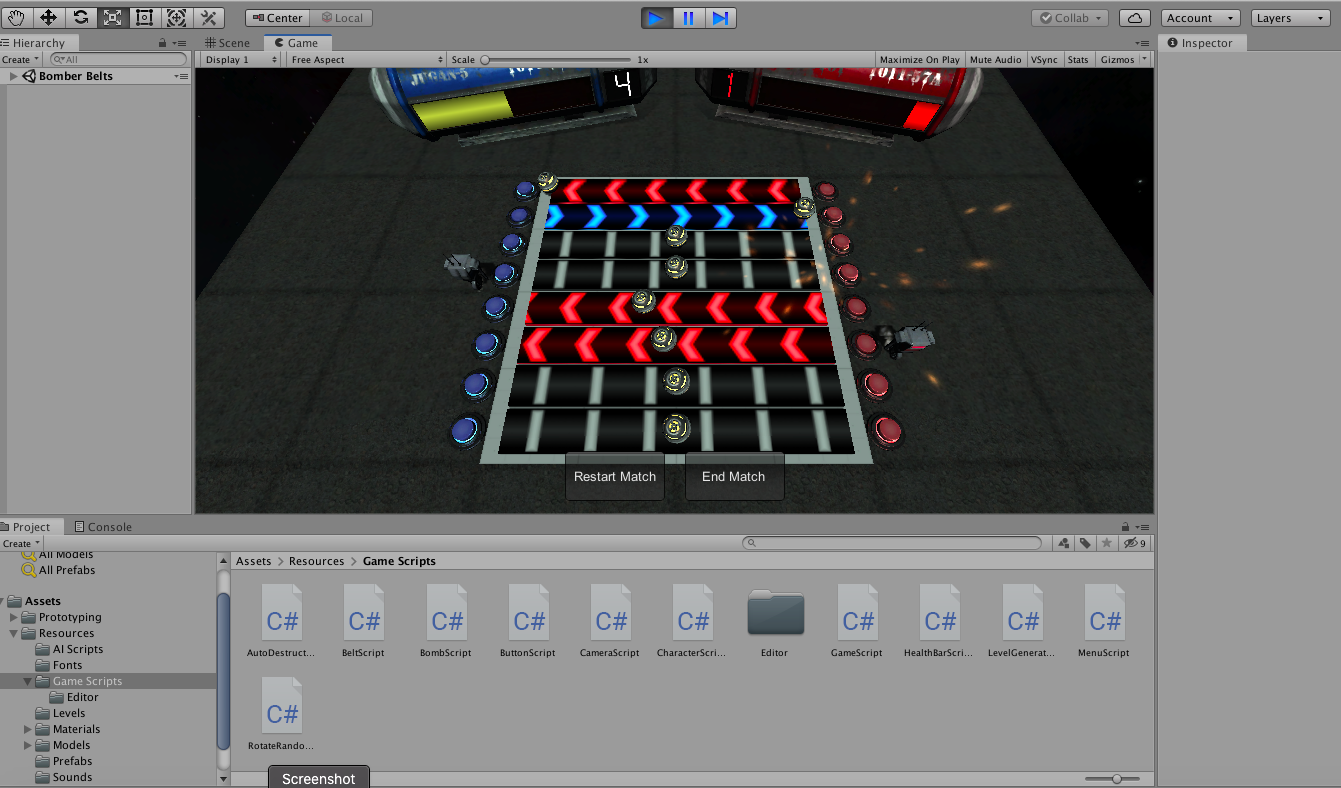 Center
Local
Collab
Account
Layers
Hierarchy
Scene
Game
Inspector
Create
All
Display 1
Free Aspect
Scale
1x
Maximize On Play
Mute Audio
VSync
Stats
Gizmos
Bomber Belts
JUGAN-5
4
1
Restart Match
End Match
Project
Console
Create
9
All Models
All Prefabs
Assets
Prototyping
Resources
AI Scripts
Fonts
Game Scripts
Editor
Levels
Materials
Models
Prefabs
Sounds
Assets > Resources > Game Scripts
C# C# C# C# C# C# C# C# C# C#
AutoDestruct... BeltScript BombScript ButtonScript CameraScript CharacterScri... Editor GameScript HealthBarScri... LevelGenerat... MenuScript
C#
RotateRando...
Screenshot